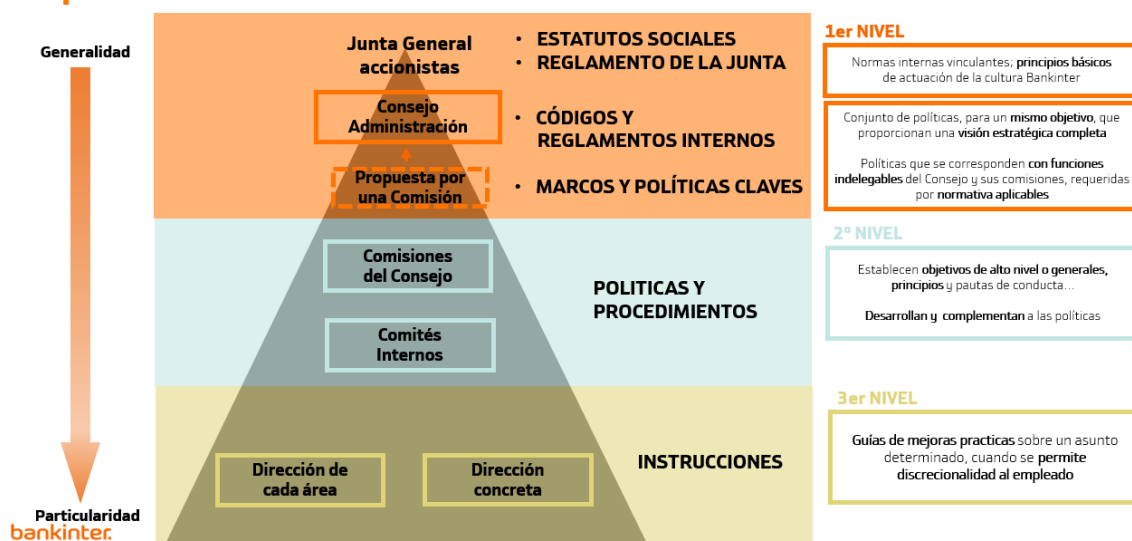 Generalidad
Particularidad
bankinter.
Junta General
accionistas
• ESTATUTOS SOCIALES
• REGLAMENTO DE LA JUNTA
Consejo
Administración
• CÓDIGOS Y
REGLAMENTOS INTERNOS
Propuesta por
una Comisión
• MARCOS Y POLÍTICAS CLAVES
Comisiones
del Consejo
Comités
Internos
POLITICAS Y
PROCEDIMIENTOS
Dirección de
cada área
Dirección
concreta
INSTRUCCIONES
1er NIVEL
Normas internas vinculantes; principios básicos
de actuación de la cultura Bankinter
Conjunto de políticas, para un mismo objetivo, que
proporcionan una visión estratégica completa
Políticas que se corresponden con funciones
indelegables del Consejo y sus comisiones, requeridas
por normativa aplicables
2º NIVEL
Establecen objetivos de alto nivel o generales,
principios y pautas de conducta...
Desarrollan y complementan a las políticas
3er NIVEL
Guías de mejoras practicas sobre un asunto
determinado, cuando se permite
discrecionalidad al empleado